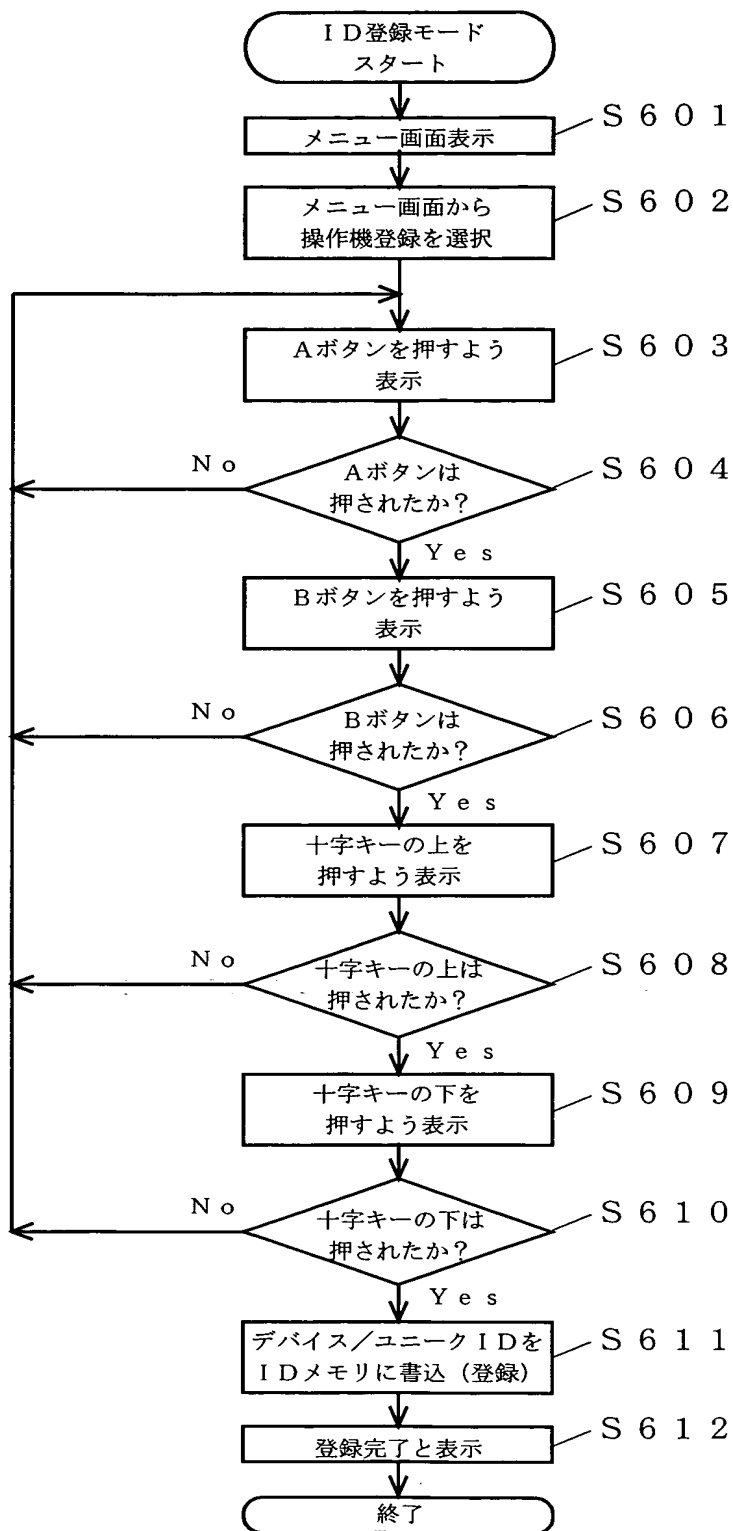 ID登録モード
スタート
S601
メニュー画面表示
S602
メニュー画面から
操作機登録を選択
S603
Aボタンを押すよう
表示
S604
No
Aボタンは
押されたか？
Yes
S605
Bボタンを押すよう
表示
S606
No
Bボタンは
押されたか？
Yes
S607
十字キーの上を
押すよう表示
S608
No
十字キーの上は
押されたか？
Yes
S609
十字キーの下を
押すよう表示
S610
No
十字キーの下は
押されたか？
Yes
S611
デバイス／ユニークIDを
IDメモリに書込（登録）
S612
登録完了と表示
終了